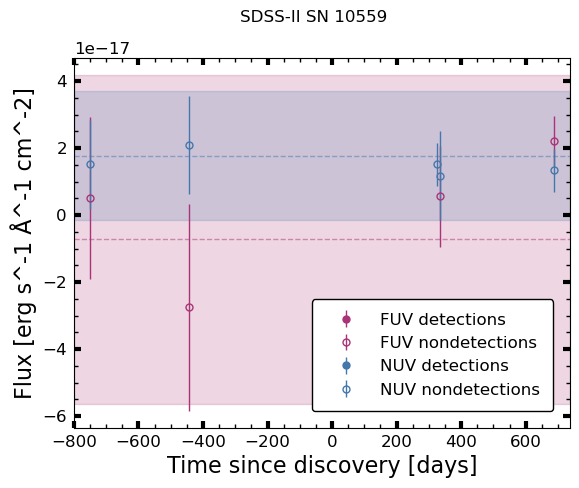 SDSS-II SN 10559
1e−17
4
2
0
−2
−4
−6
Flux [erg s^-1 Å^-1 cm^-2]
FUV detections
FUV nondetections
NUV detections
NUV nondetections
−800 −600 −400 −200 0 200 400 600
Time since discovery [days]